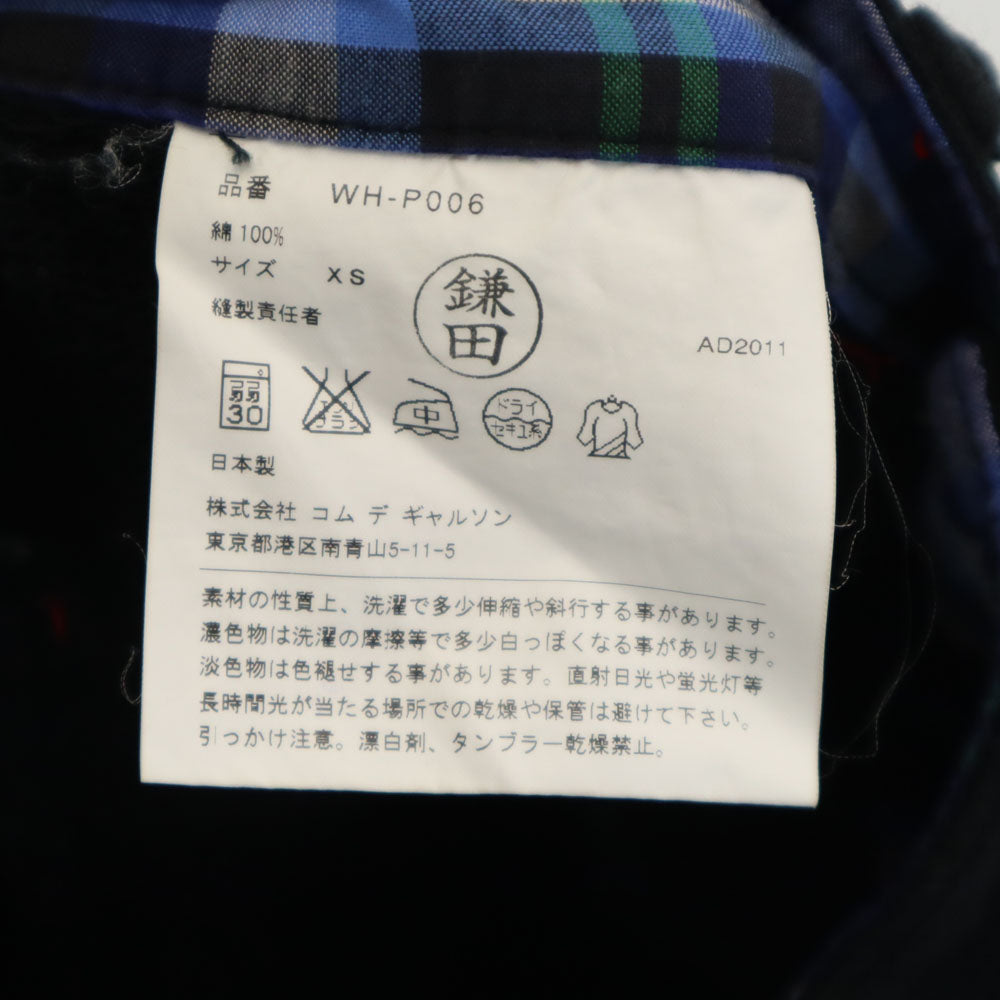 品番 WH-P006
綿 100%
サイズ XS
縫製責任者
鎌田
AD2011
弱 30
エンソ サラシ
中
ドライ セキユ系
日本製
株式会社 コム デ ギャルソン
東京都港区南青山5-11-5
素材の性質上、洗濯で多少伸縮や斜行する事があります。
濃色物は洗濯の摩擦等で多少白っぽくなる事があります。
淡色物は色褪せする事があります。直射日光や蛍光灯等
長時間光が当たる場所での乾燥や保管は避けて下さい。
引っかけ注意。漂白剤、タンブラー乾燥禁止。